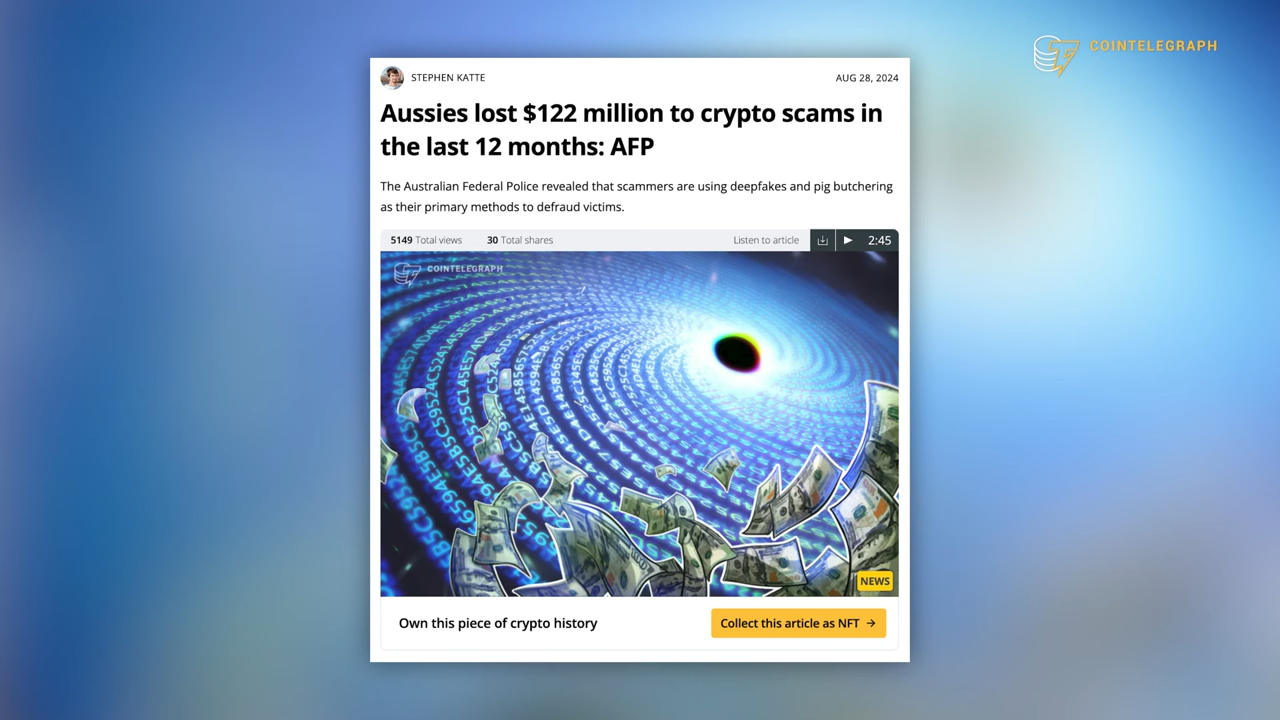 COINTELEGRAPH
STEPHEN KATTE
AUG 28, 2024
Aussies lost $122 million to crypto scams in
the last 12 months: AFP
The Australian Federal Police revealed that scammers are using deepfakes and pig butchering
as their primary methods to defraud victims.
5149 Total views
30 Total shares
Listen to article
2:45
COINTELEGRAPH
NEWS
Own this piece of crypto history
Collect this article as NFT →